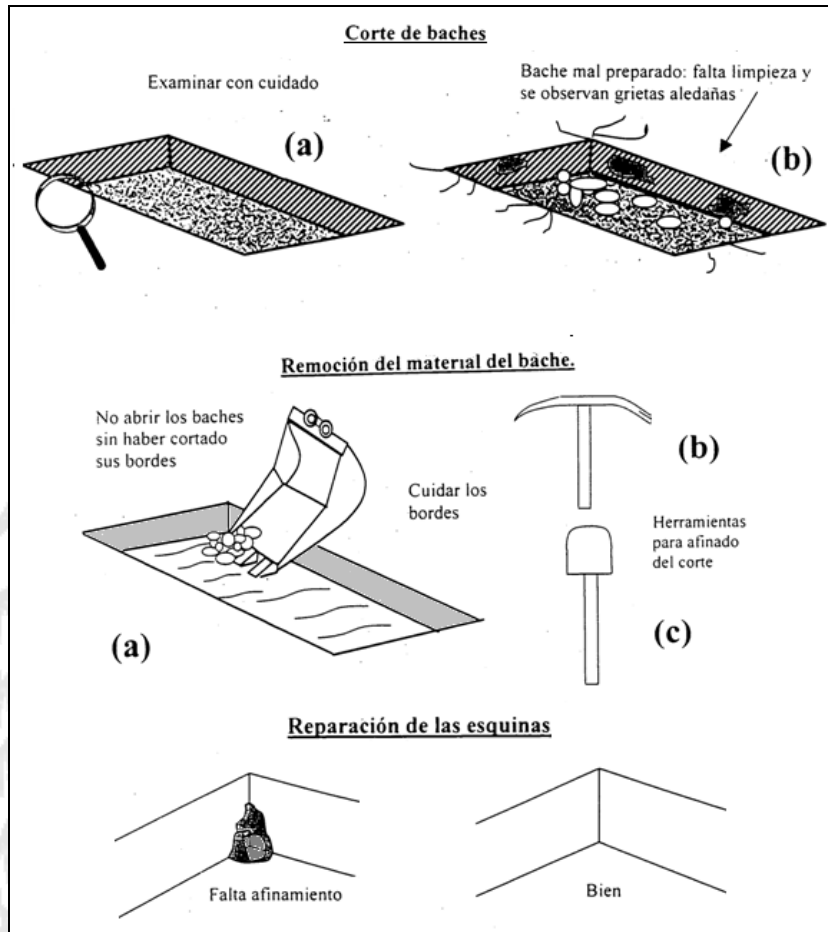 Corte de baches
Examinar con cuidado
(a)
Bache mal preparado: falta limpieza y
se observan grietas aledañas
(b)
Remoción del material del bache.
No abrir los baches
sin haber cortado
sus bordes
Cuidar los
bordes
(a)
(b)
Herramientas
para afinado
del corte
(c)
Reparación de las esquinas
Falta afinamiento
Bien